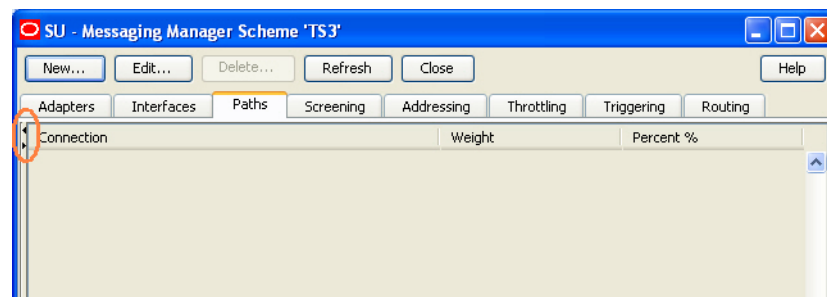 SU - Messaging Manager Scheme 'TS3'
New... Edit... Delete... Refresh Close Help
Adapters Interfaces Paths Screening Addressing Throttling Triggering Routing
Connection Weight Percent %